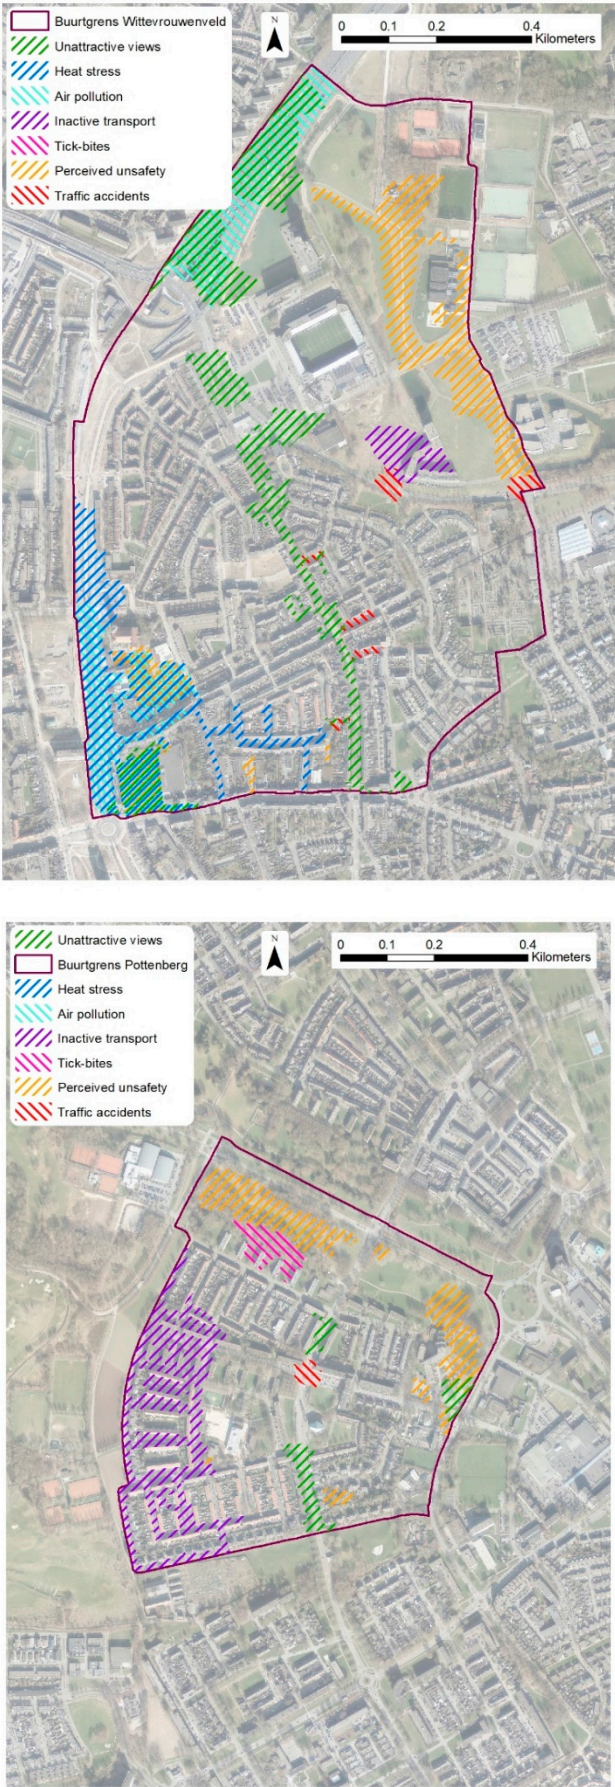 Buurtgrens Wittevrouwenveld
Unattractive views
Heat stress
Air pollution
Inactive transport
Tick-bites
Perceived unsafety
Traffic accidents
N
0 0.1 0.2 0.4
Kilometers
Unattractive views
Buurtgrens Pottenberg
Heat stress
Air pollution
Inactive transport
Tick-bites
Perceived unsafety
Traffic accidents
N
0 0.1 0.2 0.4
Kilometers